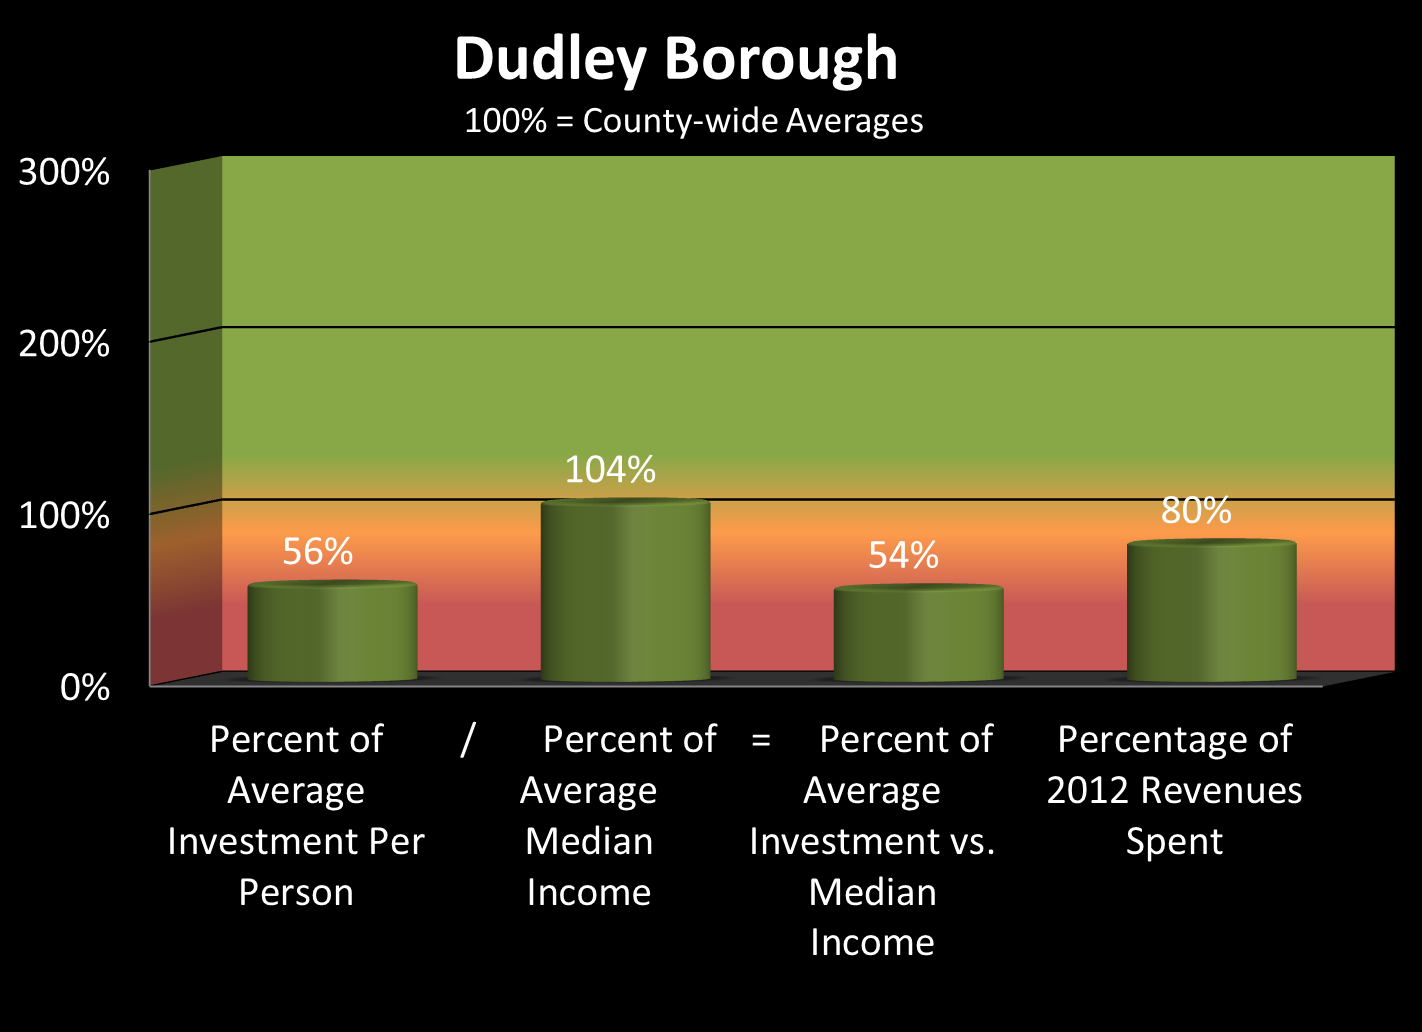 Dudley Borough
100% = County-wide Averages
300%
200%
100%
0%
56%
104%
54%
80%
Percent of
Average
Investment Per
Person
/
Percent of
Average
Median
Income
=
Percent of
Average
Investment vs.
Median
Income
Percentage of
2012 Revenues
Spent